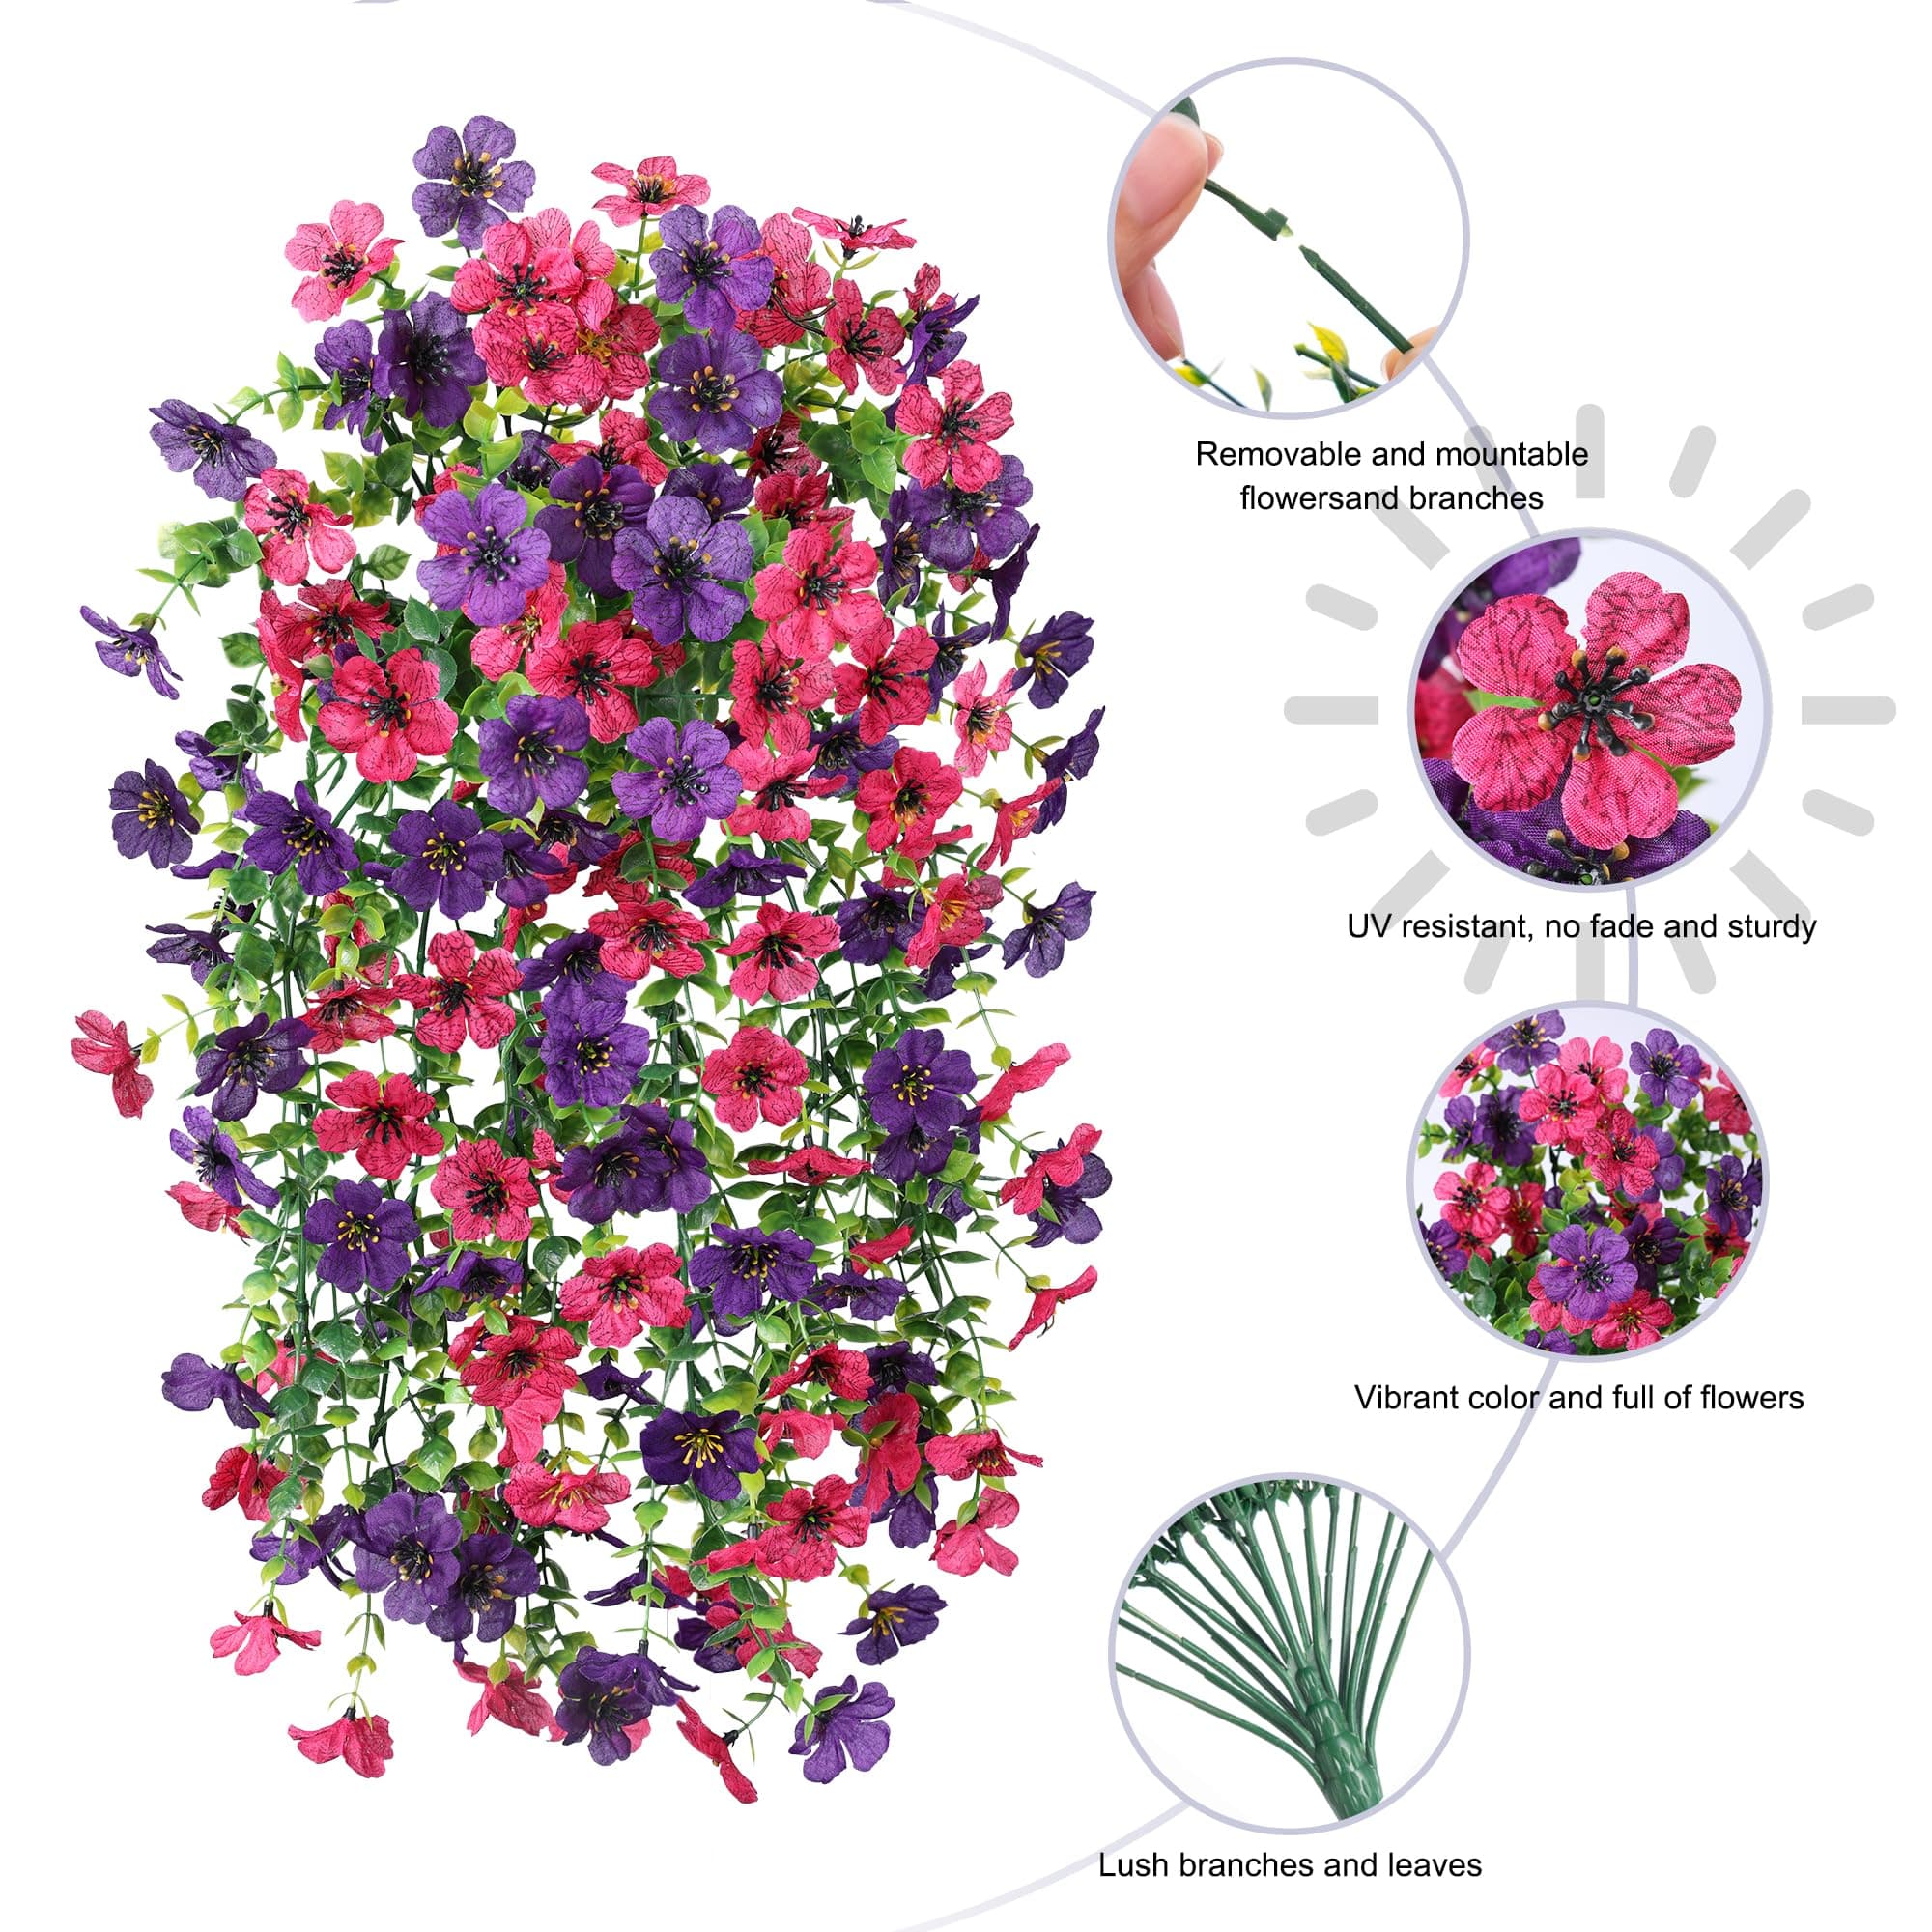 Removable and mountable
flowersand branches
UV resistant, no fade and sturdy
Vibrant color and full of flowers
Lush branches and leaves